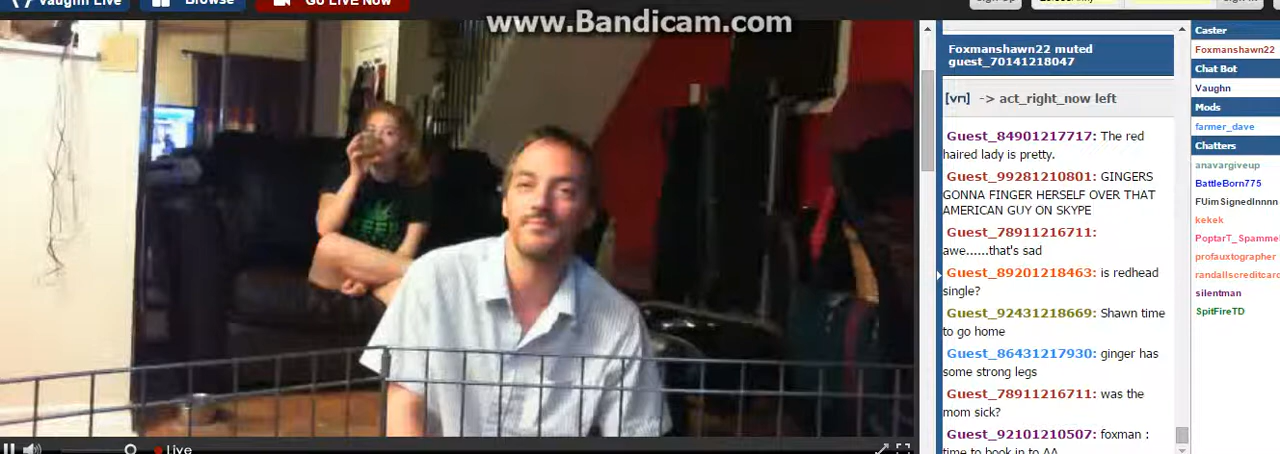 Vaughn Live Browse Go Live Now
www.Bandicam.com
Foxmanshawn22 muted
guest_70141218047
[vn] -> act_right_now left
Guest_84901217717: The red
haired lady is pretty.
Guest_99281210801: GINGERS
GONNA FINGER HERSELF OVER THAT
AMERICAN GUY ON SKYPE
Guest_78911216711:
awe......that's sad
Guest_89201218463: is redhead
single?
Guest_92431218669: Shawn time
to go home
Guest_86431217930: ginger has
some strong legs
Guest_78911216711: was the
mom sick?
Guest_92101210507: foxman :
time to book in to AA
Caster
Foxmanshawn22
Chat Bot
Vaughn
Mods
farmer_dave
Chatters
anavargiveup
BattleBorn775
FUimSignedInnnn
kekek
PoptarT_Spamme
profauxtographer
randallscreditcard
silentman
SpitFireTD
Live